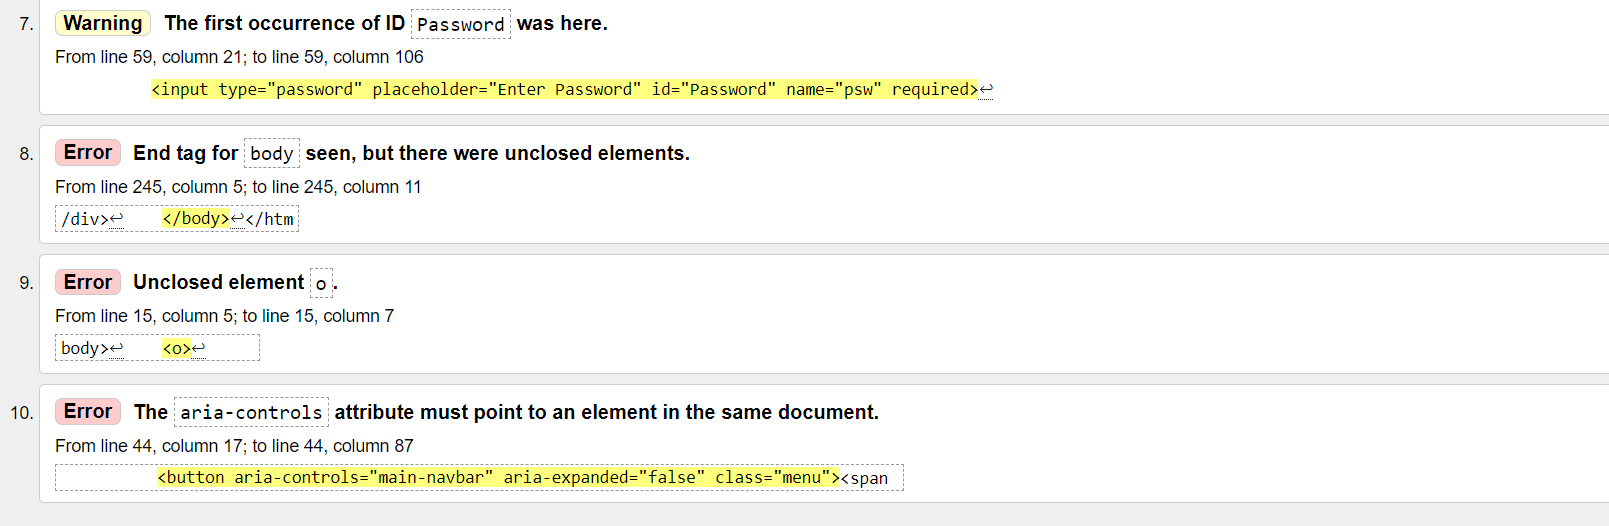 7. Warning The first occurrence of ID Password was here.
From line 59, column 21; to line 59, column 106
<input type="password" placeholder="Enter Password" id="Password" name="psw" required>↩
8. Error End tag for body seen, but there were unclosed elements.
From line 245, column 5; to line 245, column 11
/div>↩ </body>↩</htm
9. Error Unclosed element o.
From line 15, column 5; to line 15, column 7
body>↩ <o>↩
10. Error The aria-controls attribute must point to an element in the same document.
From line 44, column 17; to line 44, column 87
<button aria-controls="main-navbar" aria-expanded="false" class="menu"><span